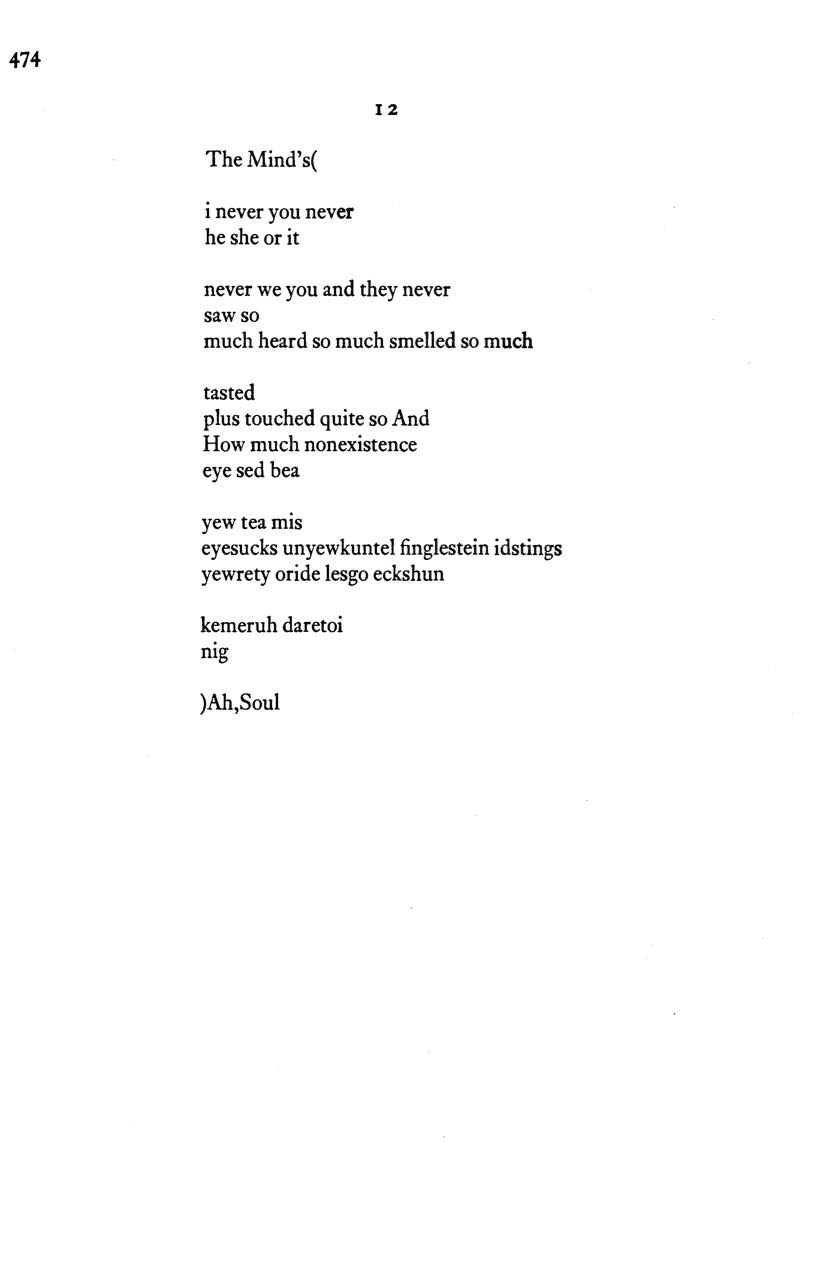 474
12
The Mind's(
i never you never
he she or it
never we you and they never
saw so
much heard so much smelled so much
tasted
plus touched quite so And
How much nonexistence
eye sed bea
yew tea mis
eyesucks unyewkuntel finglestein idstings
yewrety oride lesgo eckshun
kemeruh daretoi
nig
)Ah,Soul